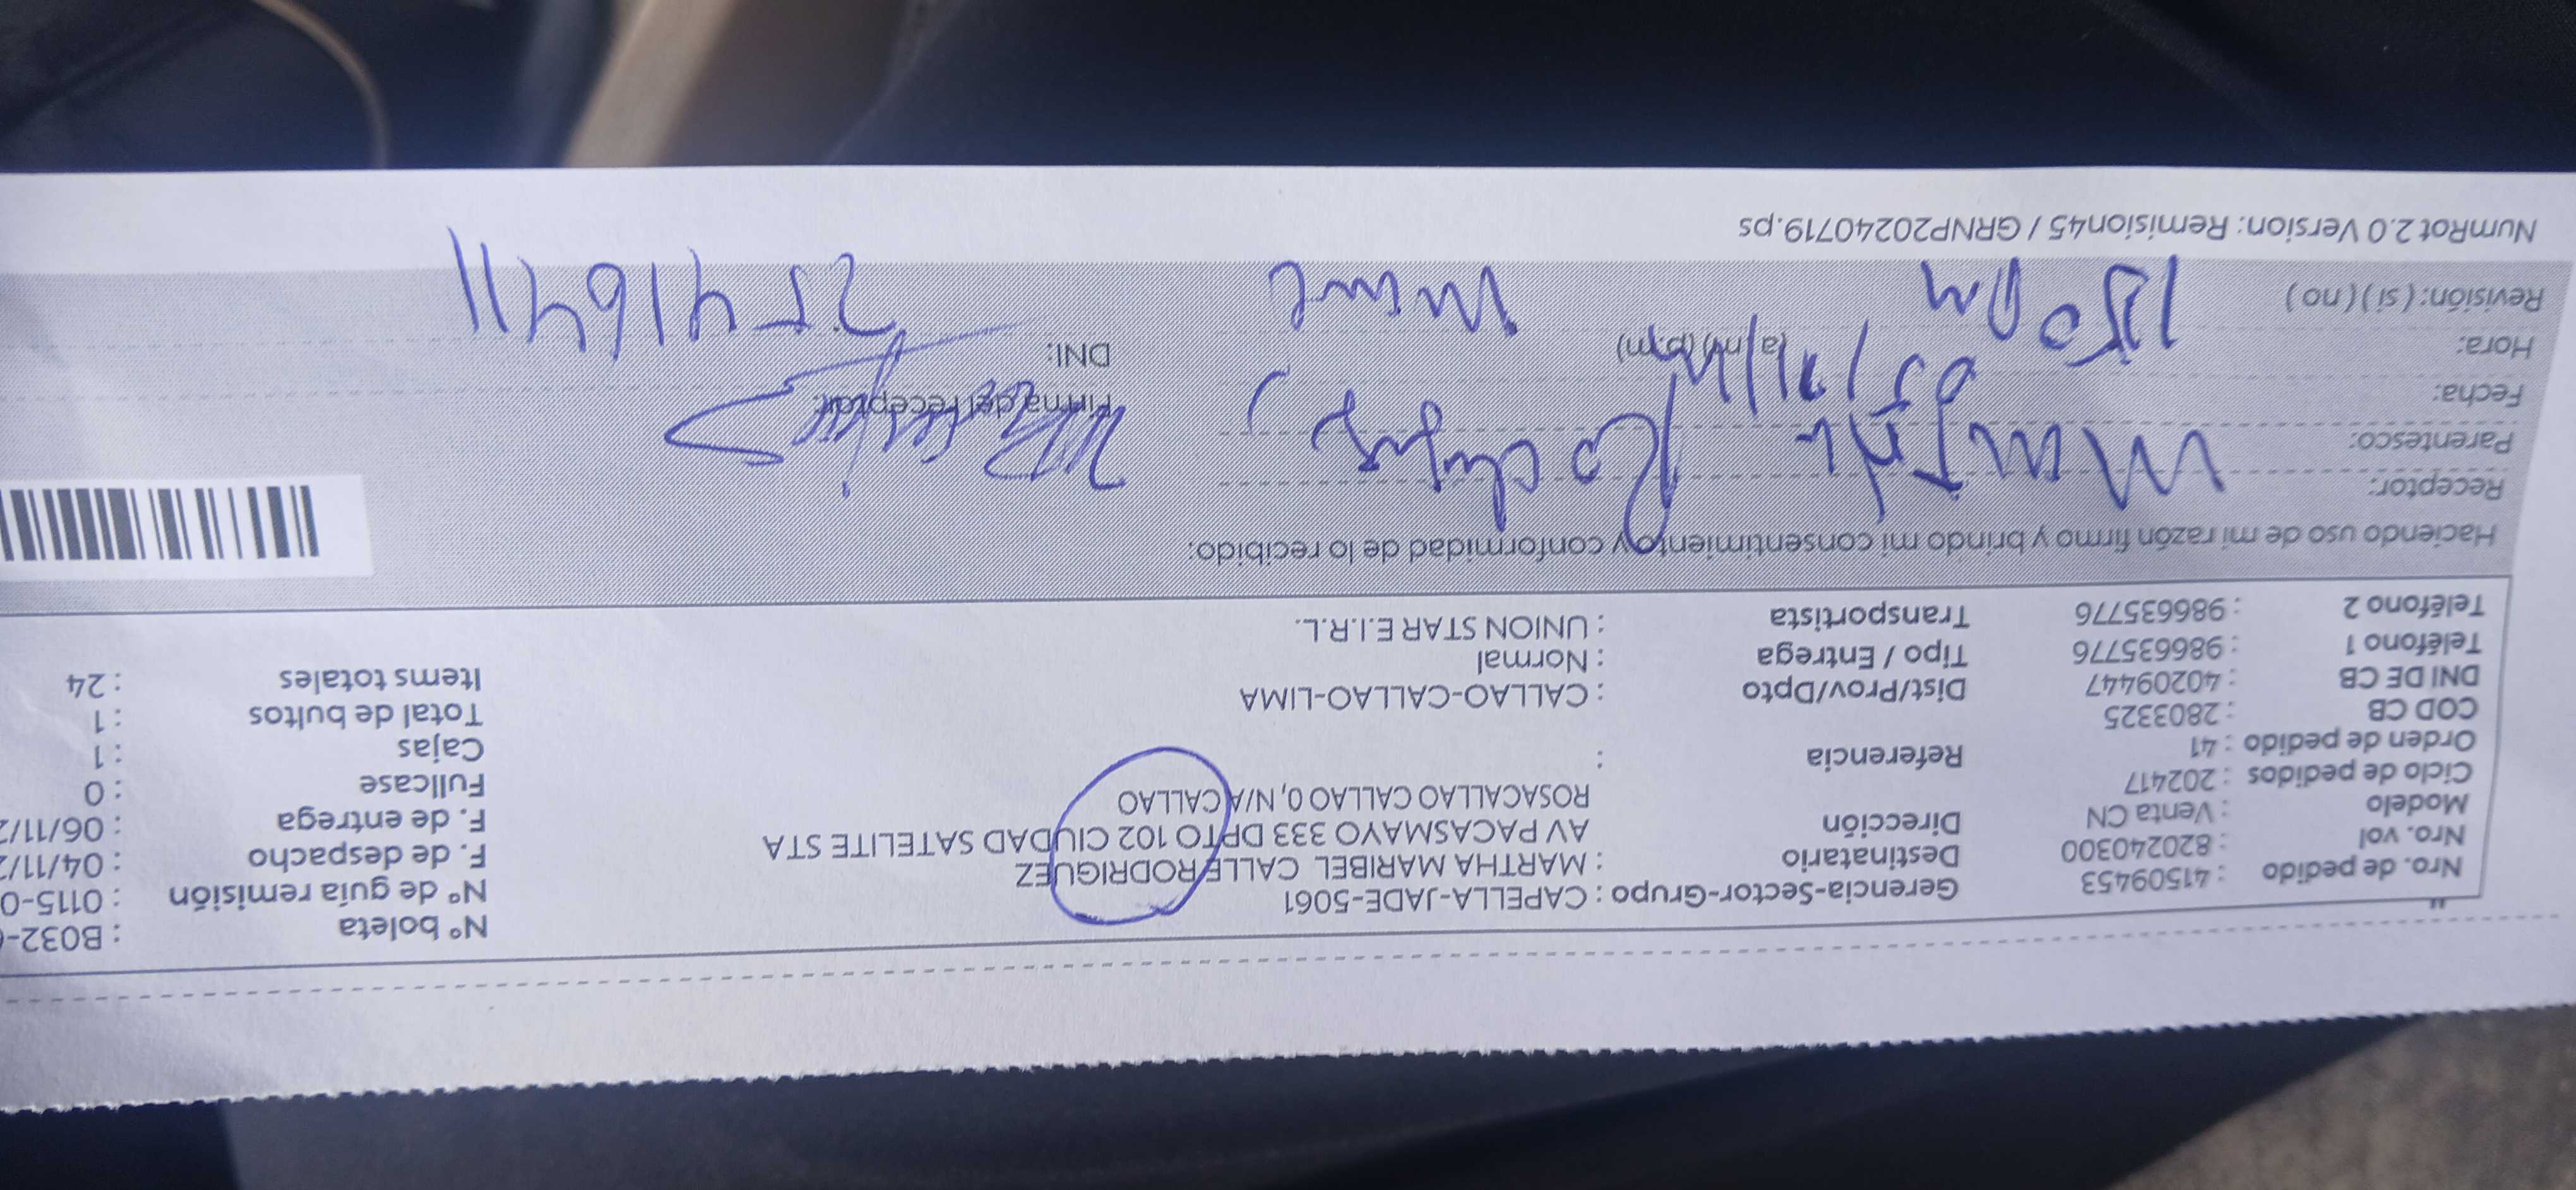 Nº boleta : B032-
Nº de guía remisión : 0115-0
F. de despacho : 04/11/2
F. de entrega : 06/11/2
Fullcase : 0
Cajas : 1
Total de bultos : 1
Items totales : 24
Nro. de pedido : 41509453
Nro. vol : 820240300
Modelo : Venta CN
Ciclo de pedidos : 202417
Orden de pedido : 41
COD CB : 2803325
DNI DE CB : 40209447
Teléfono 1 : 986635776
Teléfono 2 : 986635776
Gerencia-Sector-Grupo : CAPELLA-JADE-5061
Destinatario : MARTHA MARIBEL CALLE RODRIGUEZ
Dirección AV PACASMAYO 333 DPTO 102 CIUDAD SATELITE STA
ROSACALLAO CALLAO 0, N/A CALLAO
Referencia :
Dist/Prov/Dpto : CALLAO-CALLAO-LIMA
Tipo / Entrega : Normal
Transportista : UNION STAR E.I.R.L.
Haciendo uso de mi razón firmo y brindo mi consentimiento y conformidad de lo recibido:
Receptor:
Parentesco:
Fecha:
Hora: (a.m) (p.m)
Revisión: ( si ) ( no ) 150 pm
Firma del receptor:
DNI: 25416411
NumRot 2.0 Version: Remision45 / GRNP20240719.ps